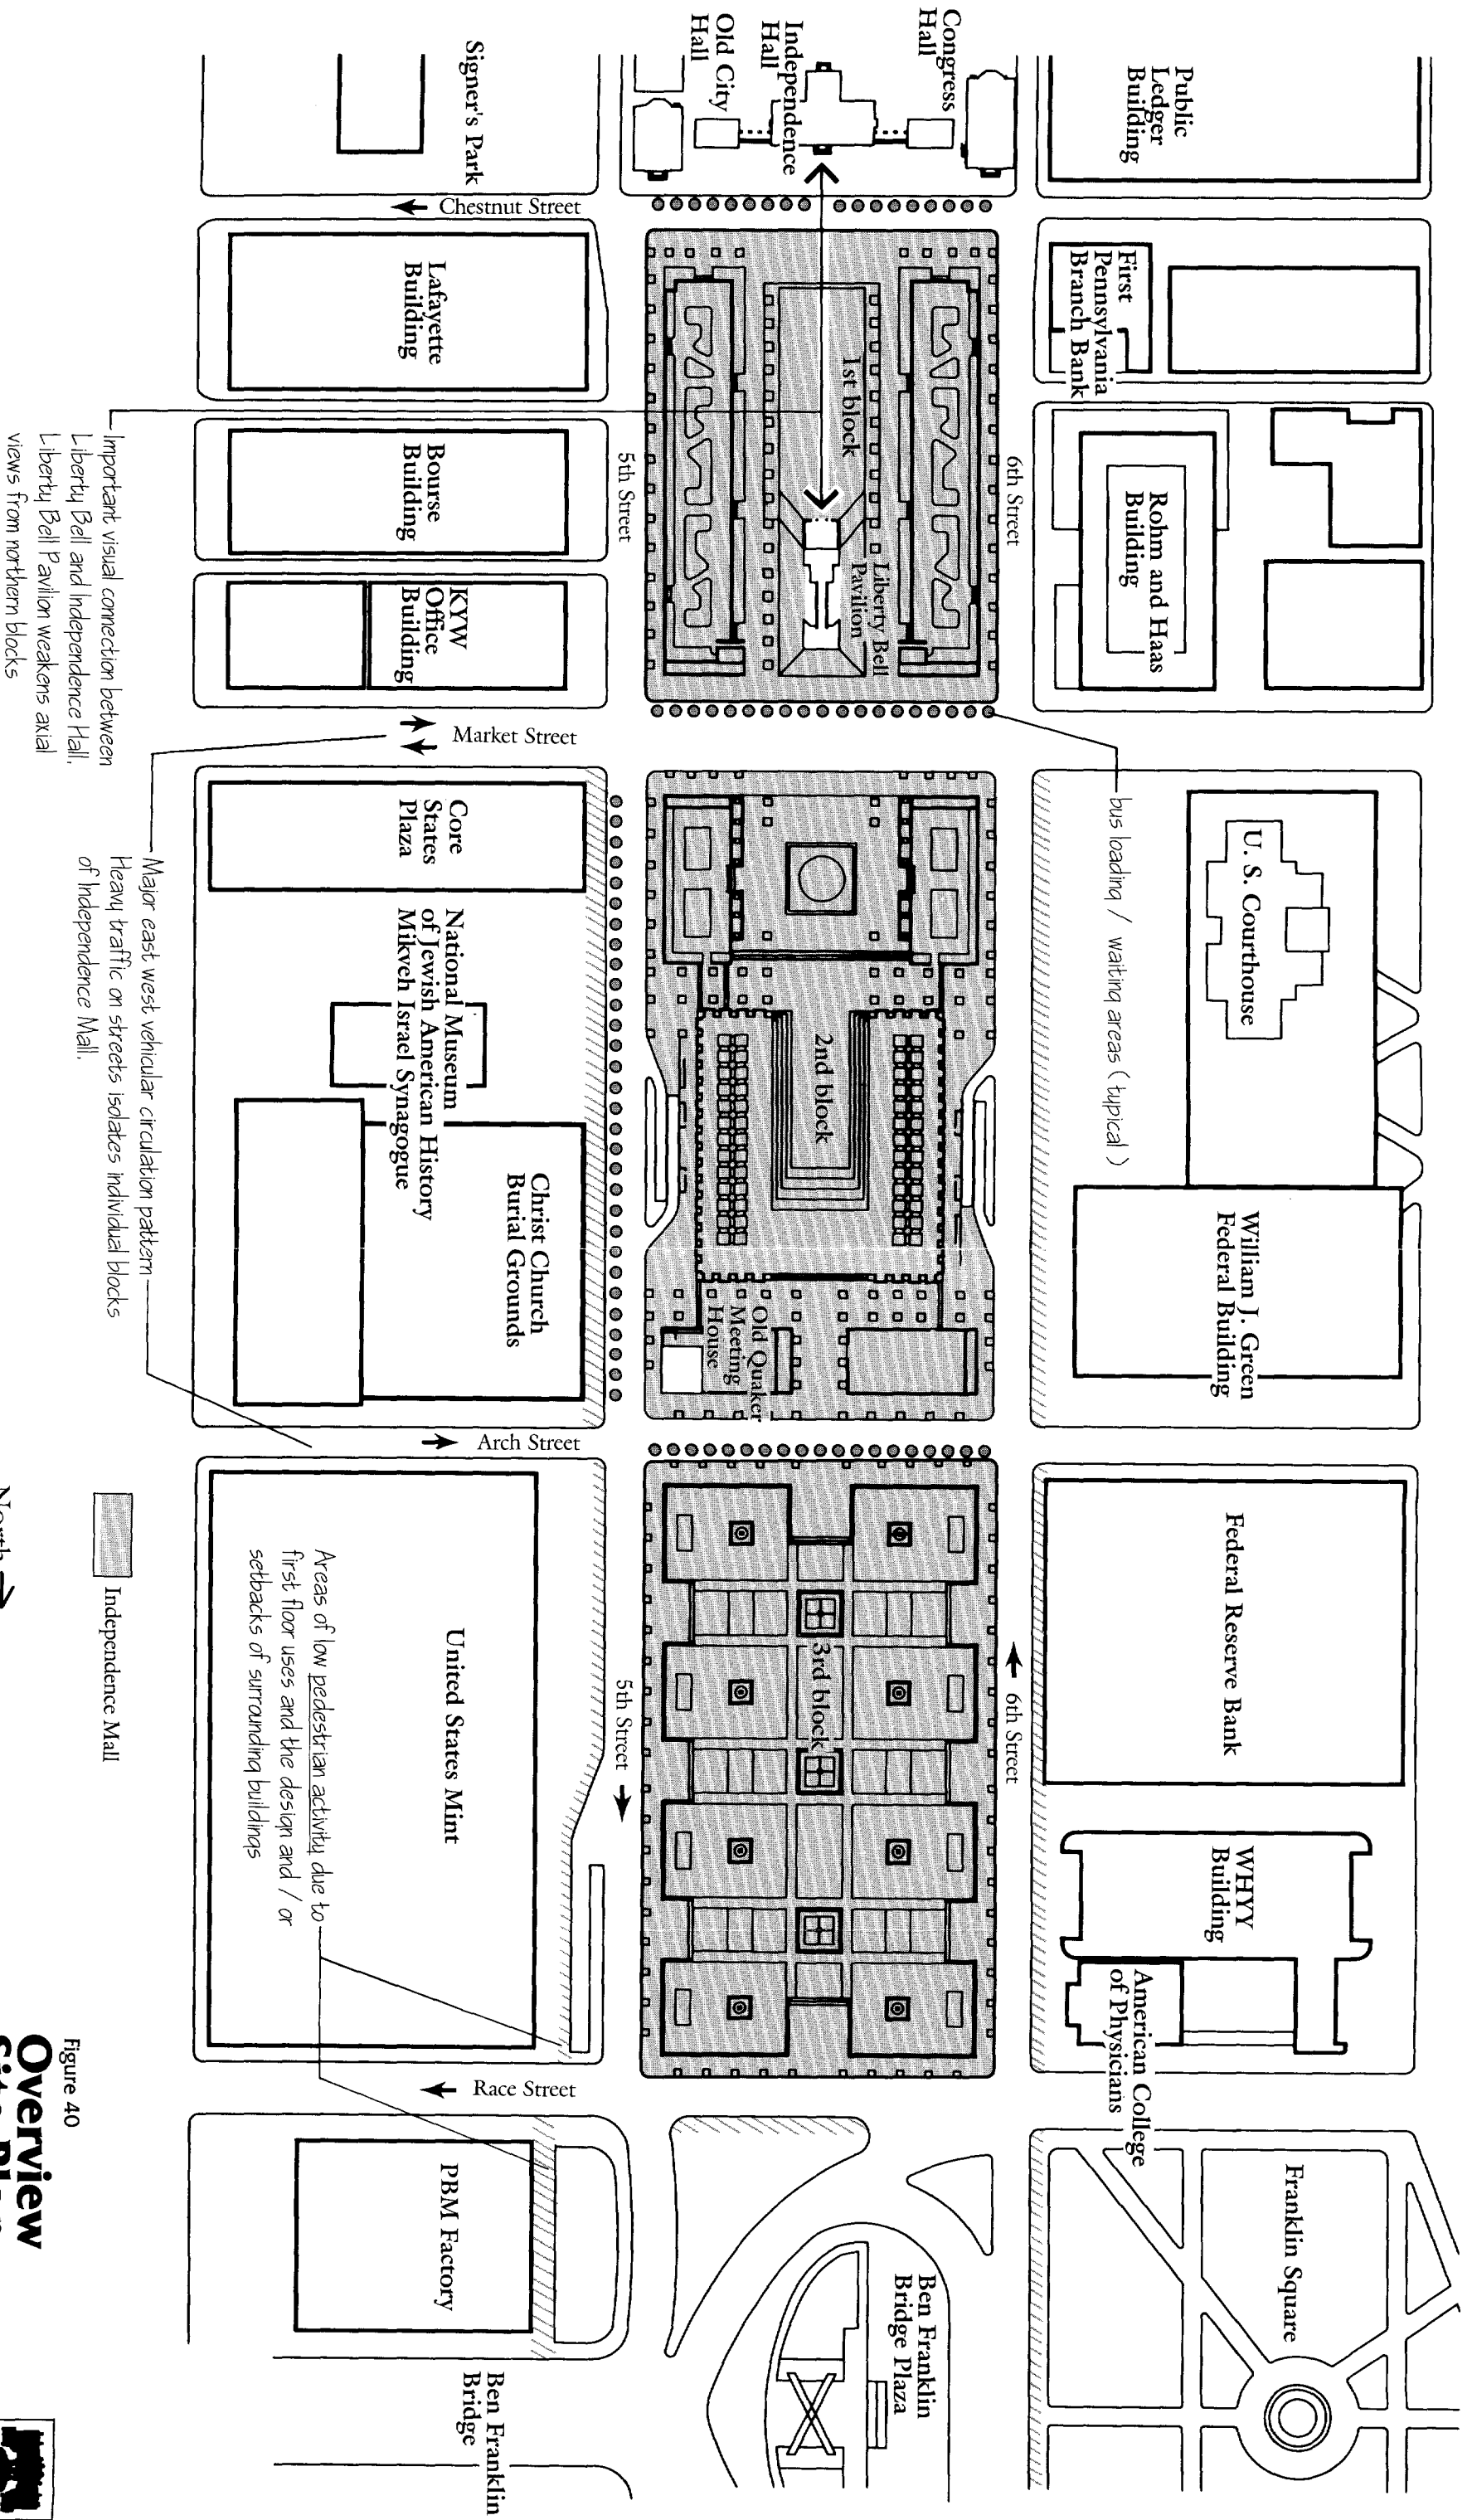 Congress
Hall
Independence
Hall
Old City
Hall
Signer's Park
Public
Ledger
Building
Chestnut Street
First
Pennsylvania
Branch Bank
Lafayette
Building
1st block
Liberty Bell
Pavilion
Rohm and Haas
Building
6th Street
5th Street
Bourse
Building
KYW
Office
Building
Important visual connection between
Liberty Bell and Independence Hall.
Liberty Bell Pavilion weakens axial
views from northern blocks
Market Street
bus loading / waiting areas (typical)
U. S. Courthouse
William J. Green
Federal Building
2nd block
Old Quaker
Meeting
House
Core
States
Plaza
National Museum
of Jewish American History
Mikveh Israel Synagogue
Christ Church
Burial Grounds
Major east west vehicular circulation pattern
Heavy traffic on streets isolates individual blocks
of Independence Mall.
Arch Street
Federal Reserve Bank
WHYY
Building
American College
of Physicians
6th Street
3rd block
5th Street
United States Mint
Areas of low pedestrian activity due to
first floor uses and the design and / or
setbacks of surrounding buildings
Race Street
Franklin Square
Ben Franklin
Bridge Plaza
PBM Factory
Ben Franklin
Bridge
Independence Mall
North
Figure 40
Overview
Site Plan